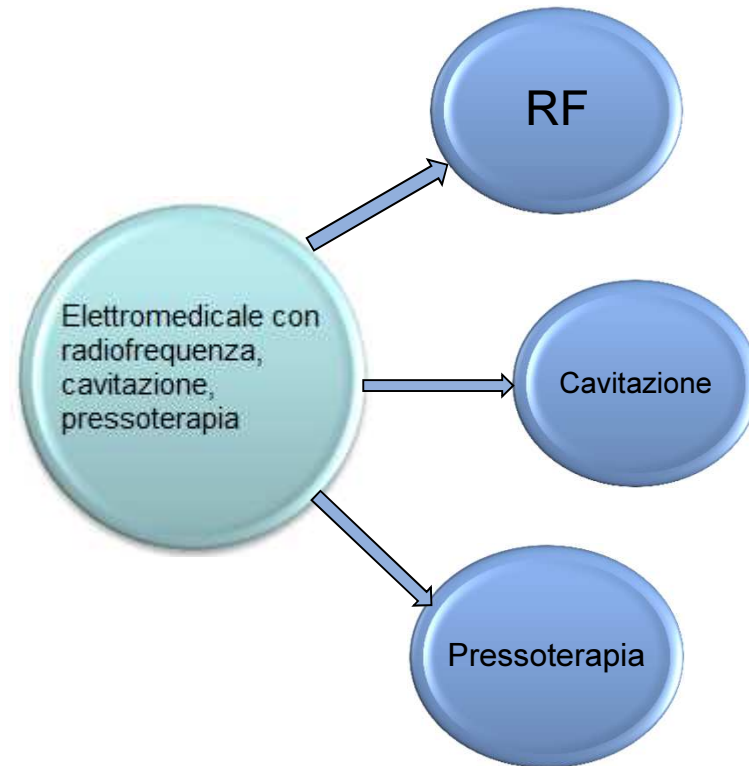 RF
Elettromedicale con
radiofrequenza,
cavitazione,
pressoterapia
Cavitazione
Pressoterapia